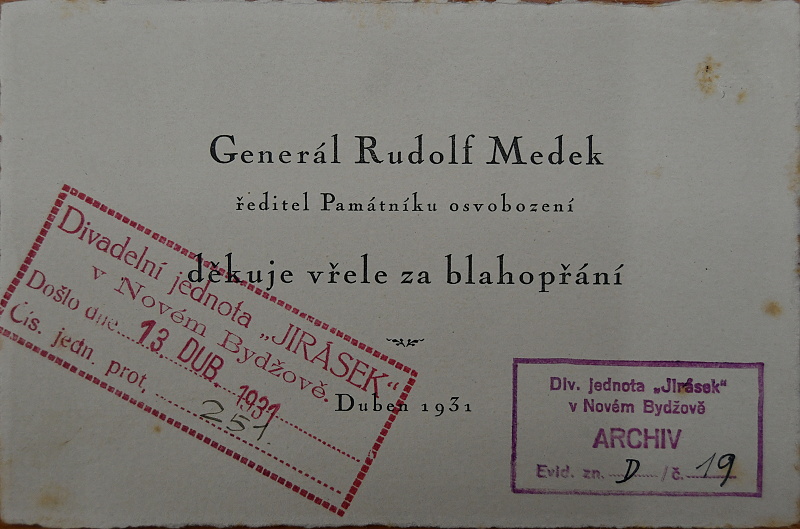 Generál Rudolf Medek
ředitel Památníku osvobození
děkuje vřele za blahopřání
Duben 1931
Divadelní jednota „JIRÁSEK“
v Novém Bydžově.
Došlo dne 13. DUB. 1931
Čís. jedn. prot. 251
Div. jednota „Jirásek“
v Novém Bydžově
ARCHIV
Evid. zn. D /č. 19